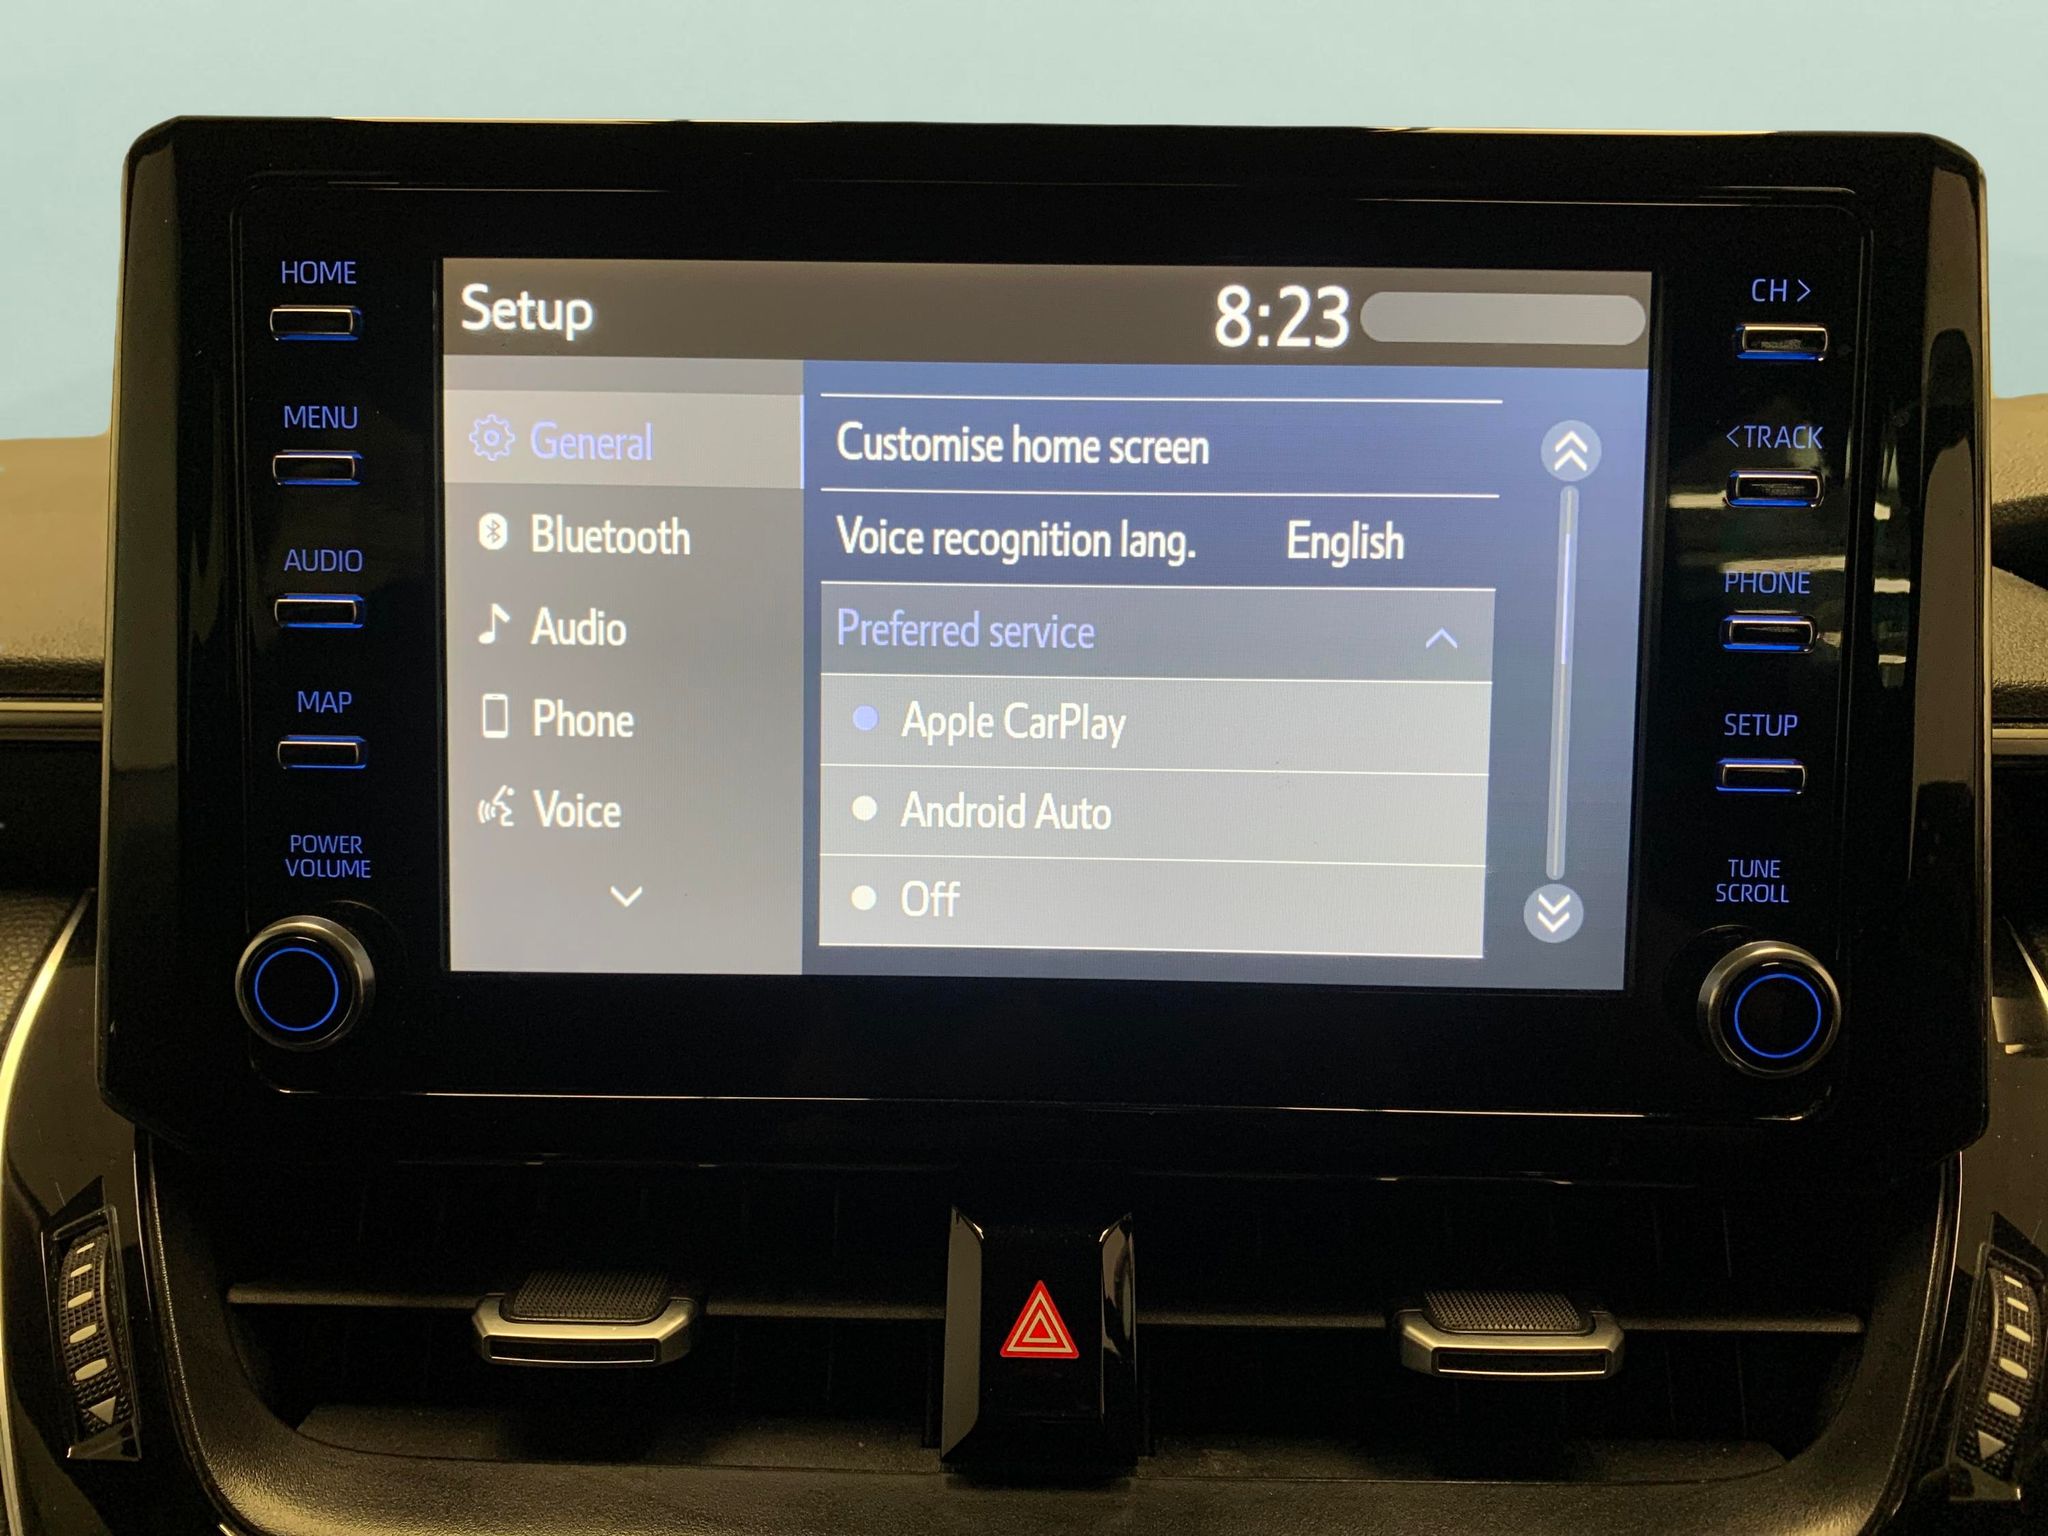 HOME
MENU
AUDIO
MAP
POWER
VOLUME
Setup
8:23
General
Bluetooth
Audio
Phone
Voice
Customise home screen
Voice recognition lang. English
Preferred service
Apple CarPlay
Android Auto
Off
CH >
<TRACK
PHONE
SETUP
TUNE
SCROLL